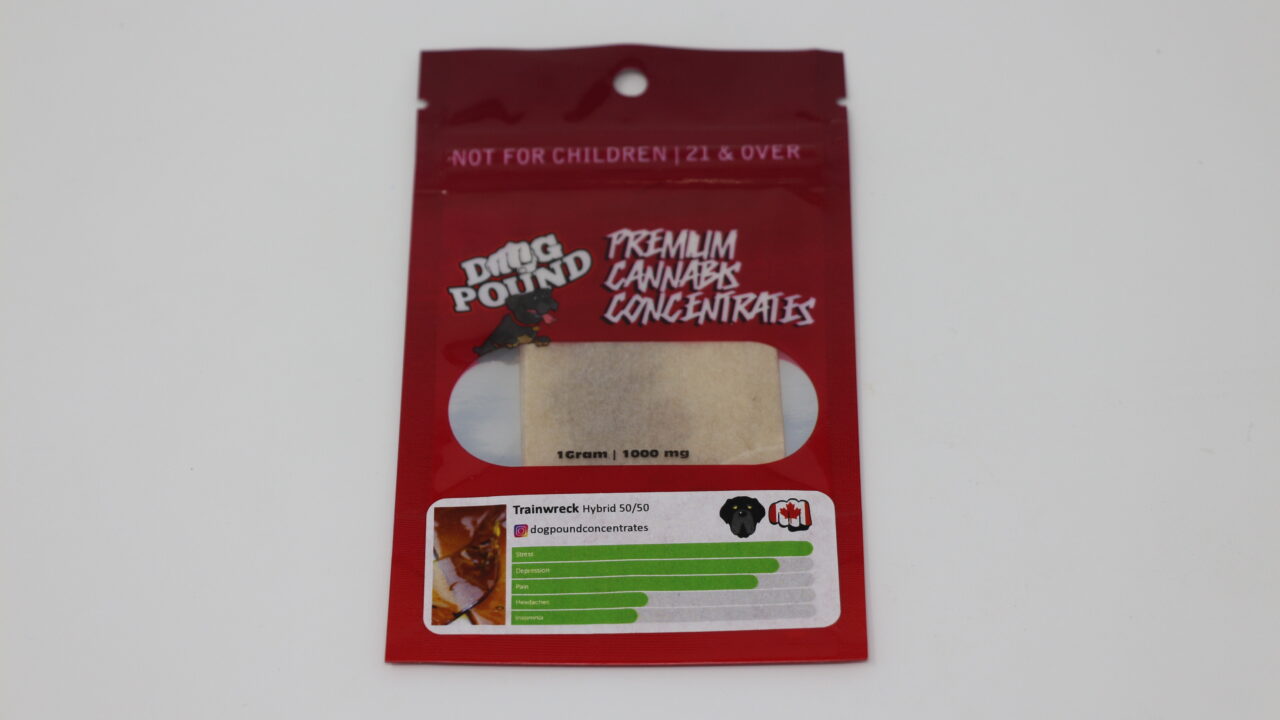 NOT FOR CHILDREN | 21 & OVER
DOG
POUND
PREMIUM
CANNABIS
CONCENTRATES
1Gram | 1000 mg
Trainwreck Hybrid 50/50
dogpoundconcentrates
Stress
Depression
Pain
Headaches
Insomnia